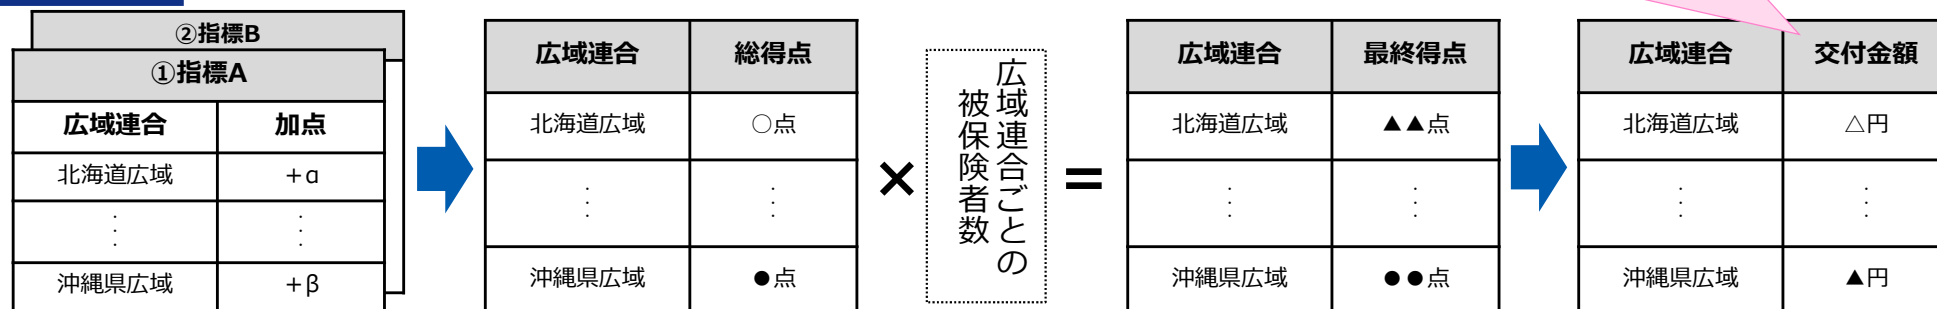 ②指標B
①指標A
広域連合 加点
北海道広域 +α
⋮ ⋮
沖縄県広域 +β
広域連合 総得点
北海道広域 ○点
⋮ ⋮
沖縄県広域 ●点
×
広域連合ごとの
被保険者数
=
広域連合 最終得点
北海道広域 ▲▲点
⋮ ⋮
沖縄県広域 ●●点
広域連合 交付金額
北海道広域 △円
⋮ ⋮
沖縄県広域 ▲円